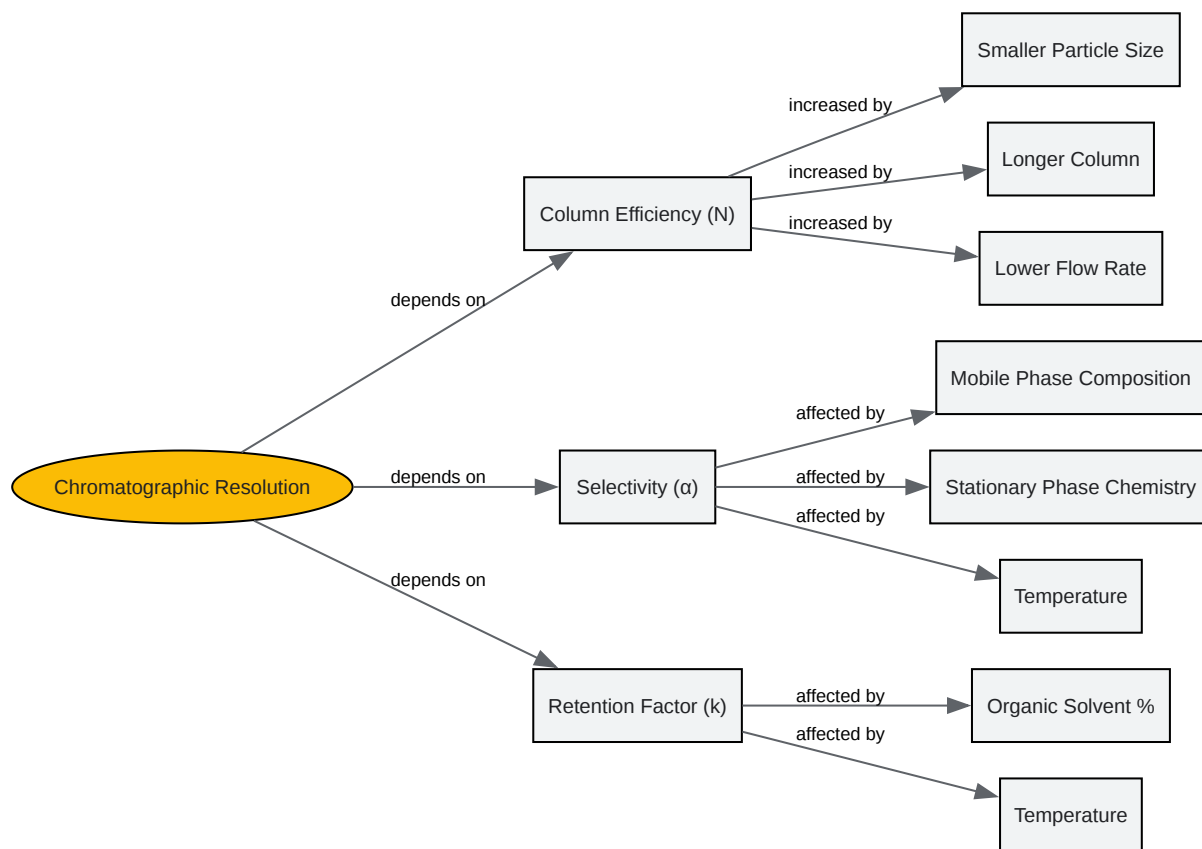 Smaller Particle Size
increased by
Longer Column
increased by
Column Efficiency (N)
increased by
Lower Flow Rate
depends on
Mobile Phase Composition
affected by
Chromatographic Resolution
depends on
Selectivity (α)
affected by
Stationary Phase Chemistry
affected by
depends on
Temperature
Retention Factor (k)
affected by
Organic Solvent %
affected by
Temperature